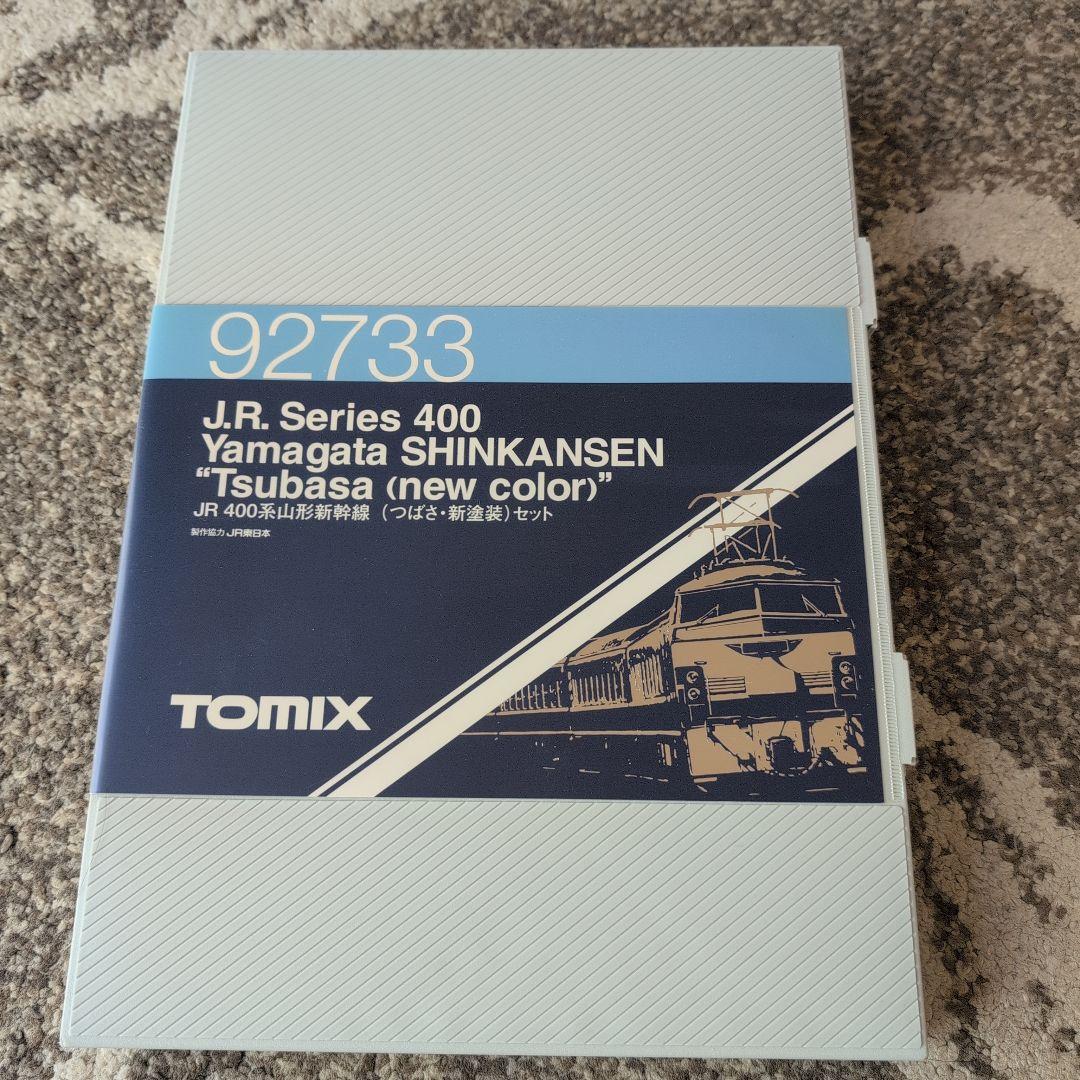 92733
J.R. Series 400
Yamagata SHINKANSEN
“Tsubasa (new color)”
JR 400系山形新幹線 (つばさ・新塗装)セット
製作協力 JR東日本
TOMIX